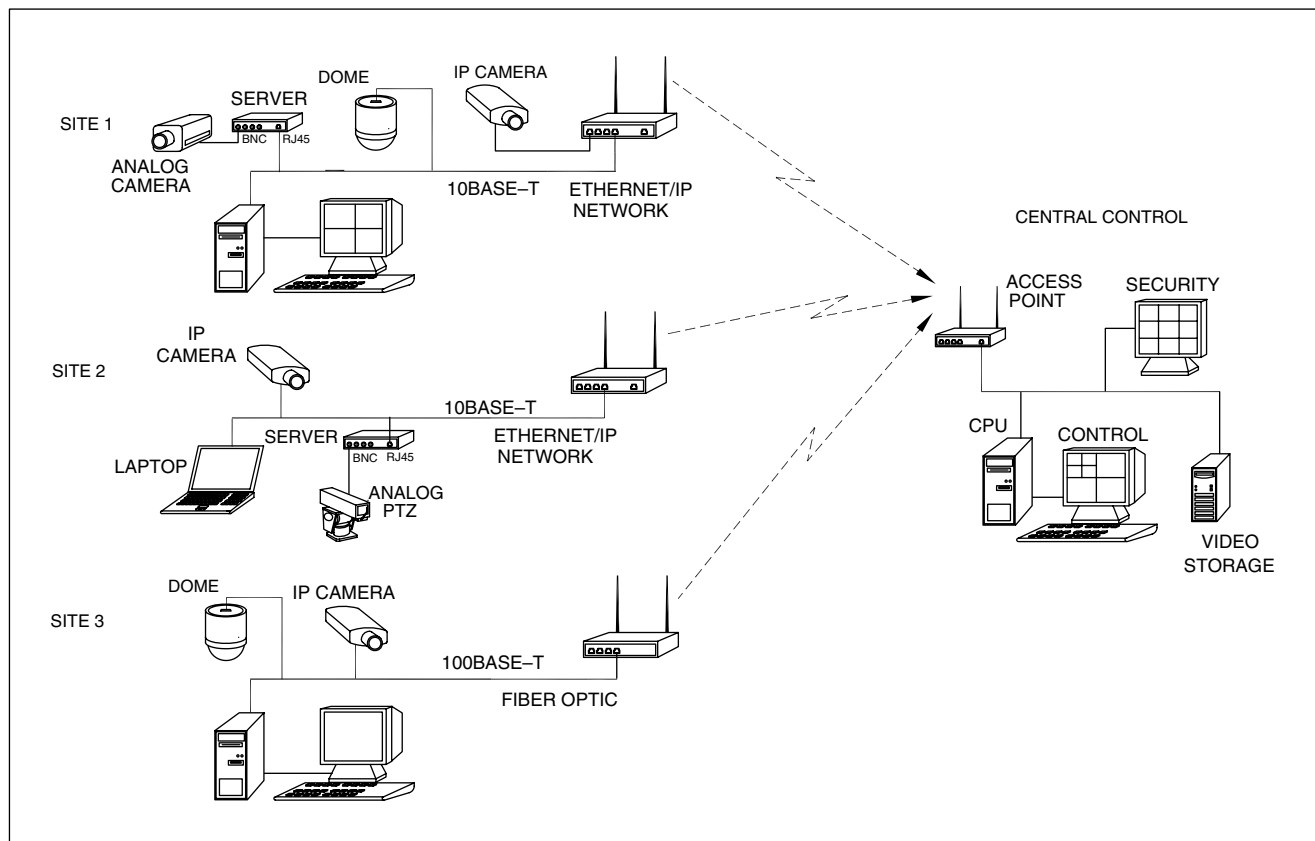 DOME
IP CAMERA
SERVER
SITE 1
BNC
RJ45
ANALOG
CAMERA
10BASE–T
ETHERNET/IP
NETWORK
CENTRAL CONTROL
ACCESS
POINT
SECURITY
IP
CAMERA
SITE 2
10BASE–T
SERVER
ETHERNET/IP
NETWORK
BNC
RJ45
LAPTOP
ANALOG
PTZ
CPU
CONTROL
VIDEO
STORAGE
DOME
IP CAMERA
SITE 3
100BASE–T
FIBER OPTIC